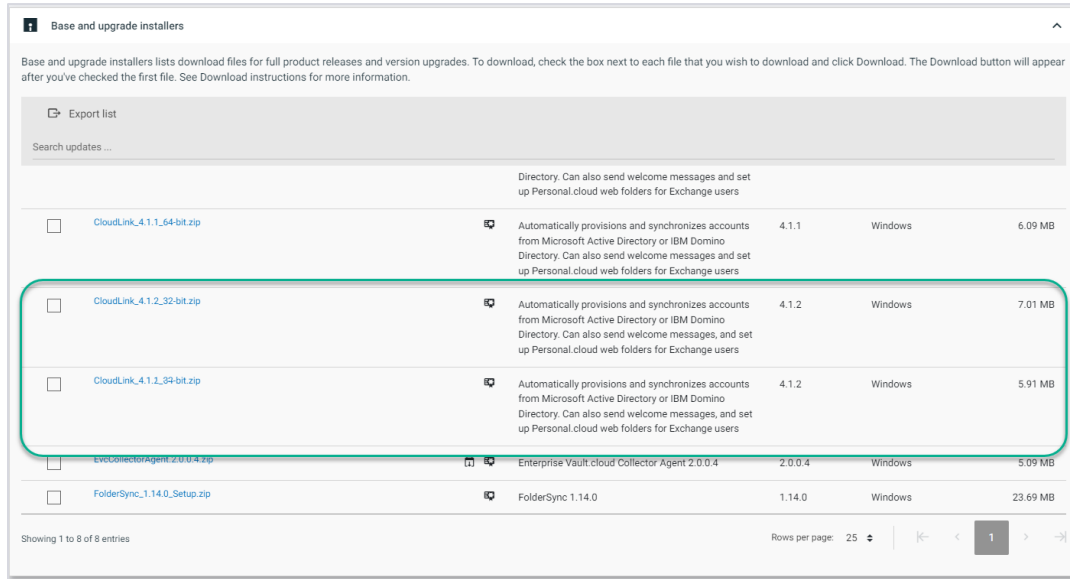 Base and upgrade installers
Base and upgrade installers lists download files for full product releases and version upgrades. To download, check the box next to each file that you wish to download and click Download. The Download button will appear
after you've checked the first file. See Download instructions for more information.
Export list
Search updates ...
Directory. Can also send welcome messages and set
up Personal.cloud web folders for Exchange users
CloudLink_4.1.1_64-bit.zip
Automatically provisions and synchronizes accounts 4.1.1 Windows 6.09 MB
from Microsoft Active Directory or IBM Domino
Directory. Can also send welcome messages and set
up Personal.cloud web folders for Exchange users
CloudLink_4.1.2_32-bit.zip
Automatically provisions and synchronizes accounts 4.1.2 Windows 7.01 MB
from Microsoft Active Directory or IBM Domino
Directory. Can also send welcome messages, and set
up Personal.cloud web folders for Exchange users
Automatically provisions and synchronizes accounts 4.1.2 Windows 5.91 MB
from Microsoft Active Directory or IBM Domino
Directory. Can also send welcome messages, and set
up Personal.cloud web folders for Exchange users
EvcCollectorAgent.2.0.0.4.zip Enterprise Vault.cloud Collector Agent 2.0.0.4 2.0.0.4 Windows 5.09 MB
FolderSync_1.14.0_Setup.zip FolderSync 1.14.0 1.14.0 Windows 23.69 MB
Showing 1 to 8 of 8 entries Rows per page: 25 1